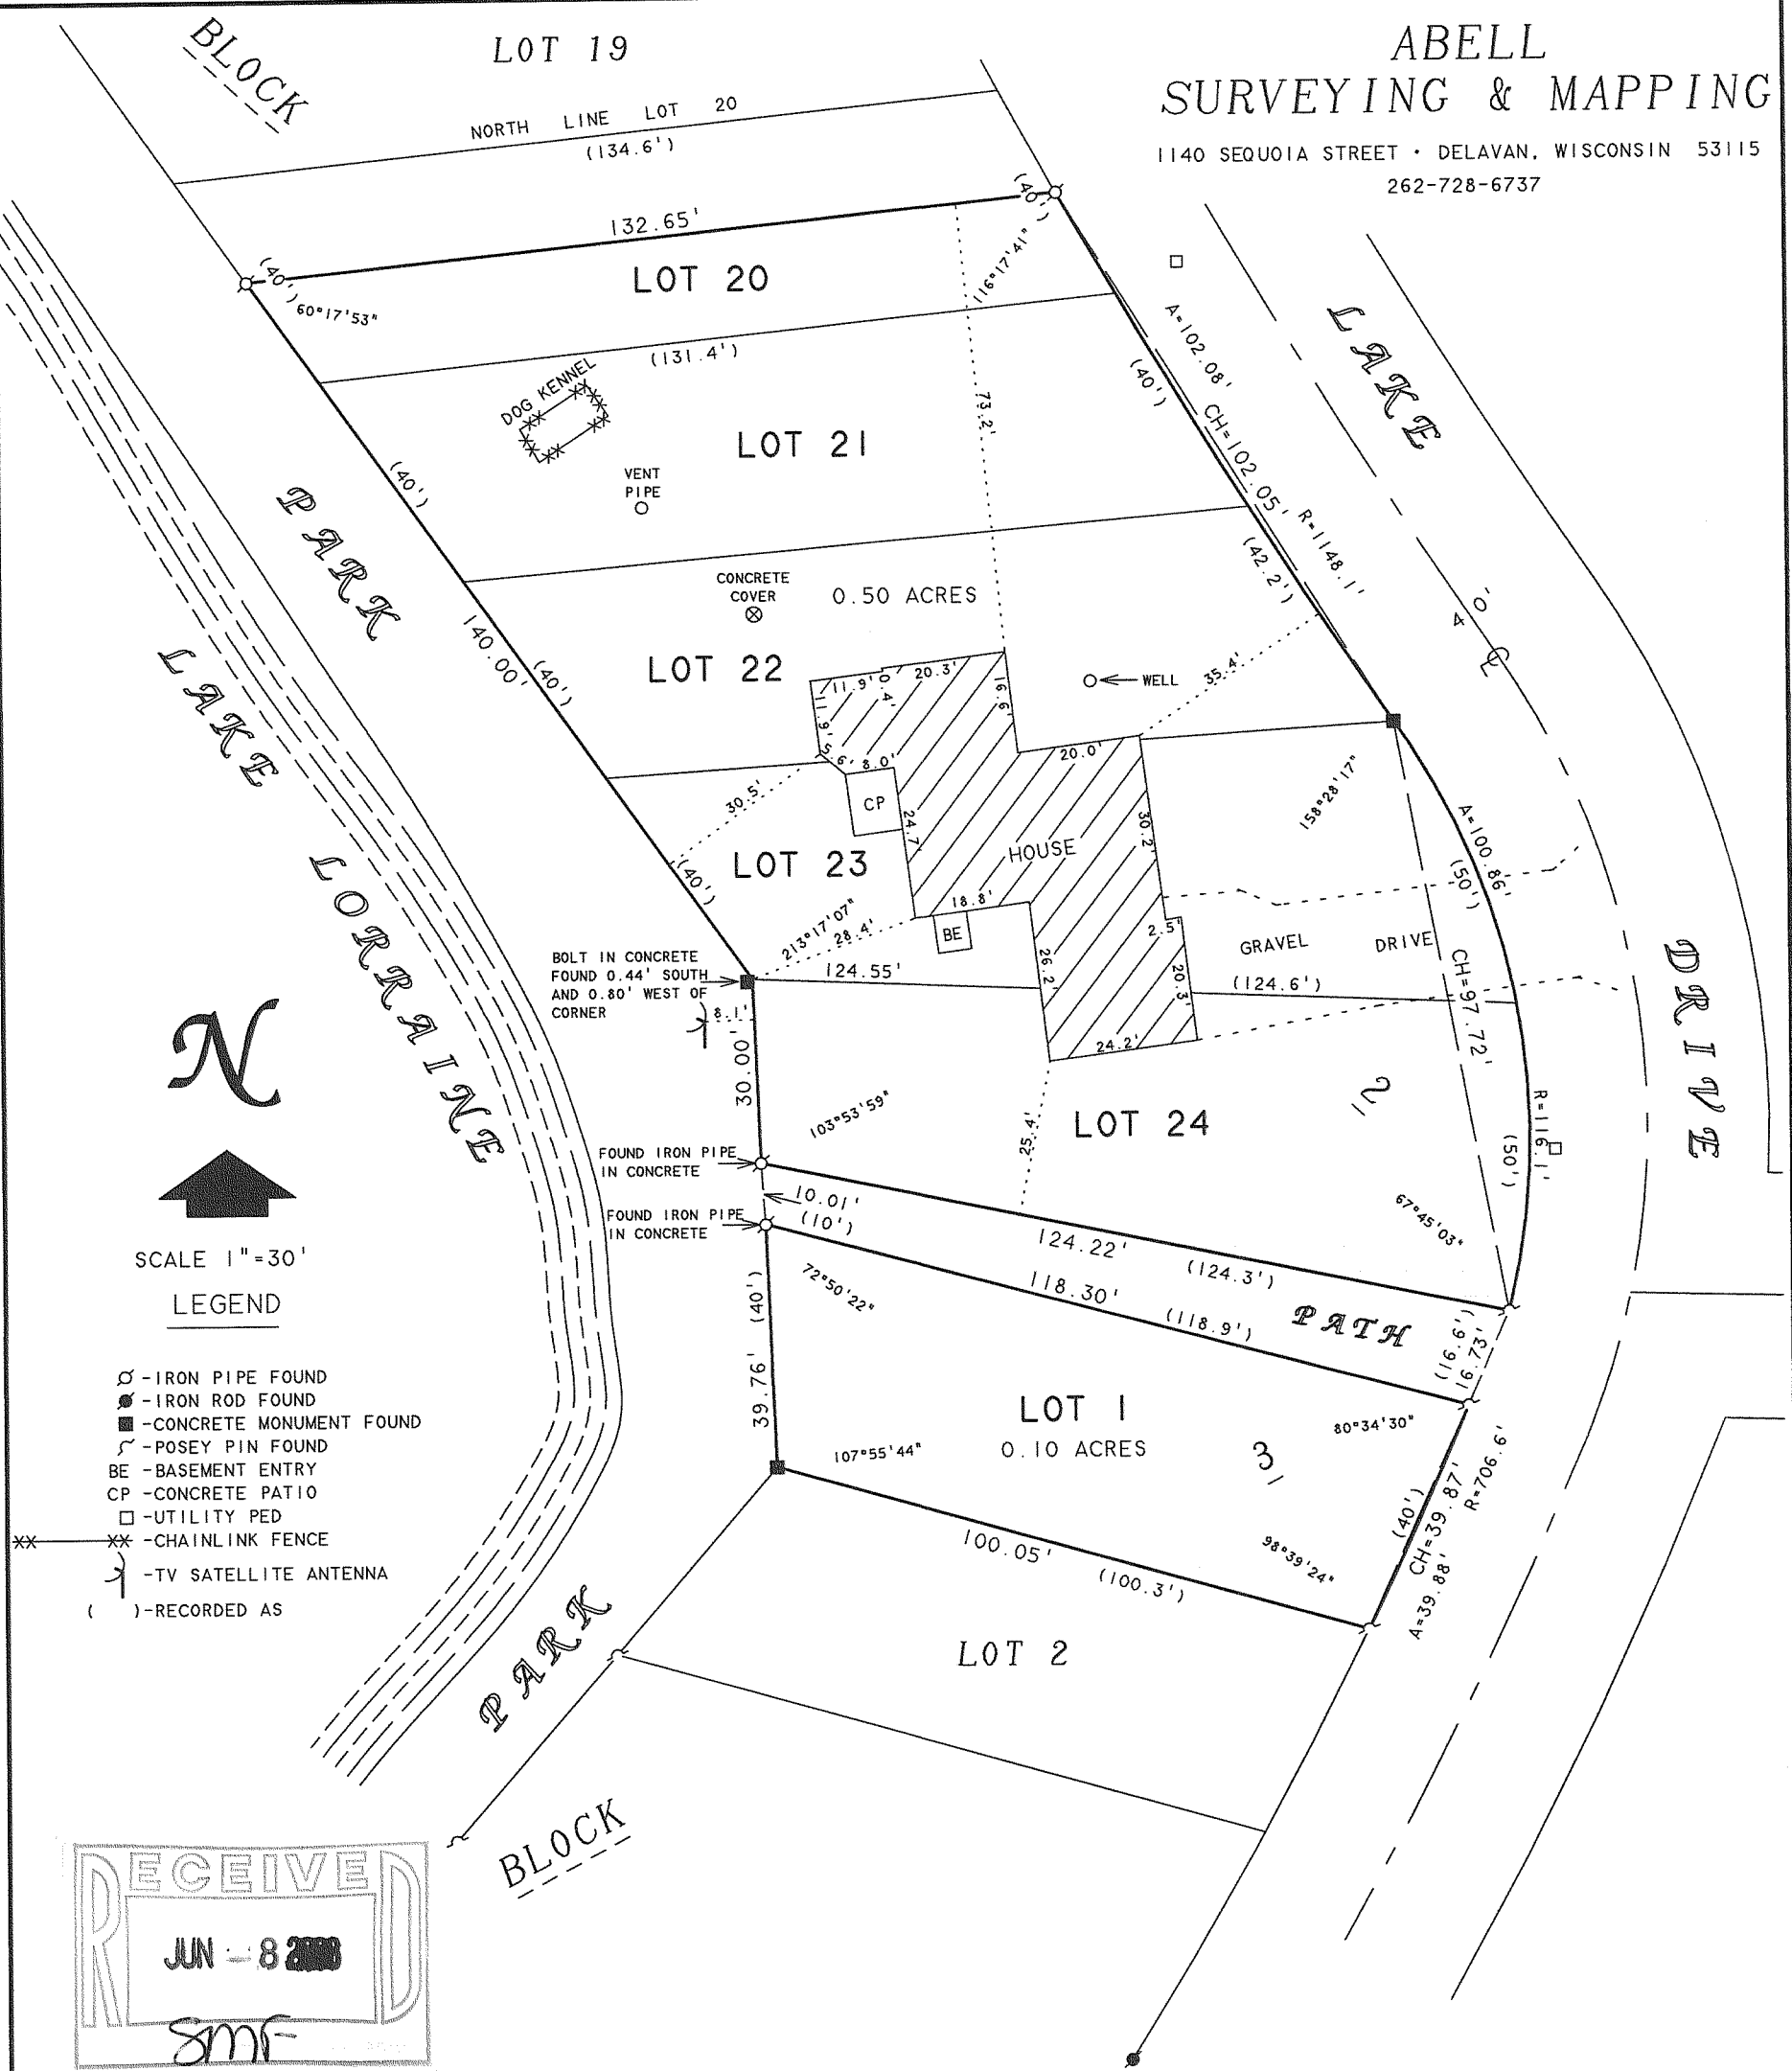 ABELL
SURVEYING & MAPPING
1140 SEQUOIA STREET • DELAVAN, WISCONSIN 53115
262-728-6737
BLOCK
LOT 19
NORTH LINE LOT 20
(134.6')
132.65'
(40')
(40')
60°17'53"
116°17'41"
LOT 20
(131.4')
DOG KENNEL
LOT 21
VENT
PIPE
73.2'
(40')
(40')
A=102.08'
CH=102.05'
R=1148.1'
LAKE
PARK
140.00'
(40')
CONCRETE
COVER
0.50 ACRES
(42.2')
40'
LOT 22
11.9'
0.4'
20.3'
16.6'
11.9'
5.6'
8.0'
WELL
35.4'
20.0'
LAKE LORRAINE
30.5'
CP
24.7'
30.2'
158°28'17"
A=100.86'
(50')
(40')
LOT 23
HOUSE
18.8'
213°17'07"
28.4'
BE
2.5'
GRAVEL DRIVE
CH=97.72'
DRIVE
BOLT IN CONCRETE
FOUND 0.44' SOUTH
AND 0.80' WEST OF
CORNER
124.55'
26.2'
20.3'
(124.6')
8.1'
30.00'
24.2'
N
103°53'59"
25.4'
LOT 24
2
R=116.1'
(50')
FOUND IRON PIPE
IN CONCRETE
10.01'
(10')
FOUND IRON PIPE
IN CONCRETE
67°45'03"
124.22'
(124.3')
118.30'
(118.9')
PATH
(16.6')
16.73'
72°50'22"
39.76' (40')
LOT 1
0.10 ACRES
80°34'30"
107°55'44"
3
(40')
CH=39.87'
R=706.6'
A=39.88'
98°39'24"
100.05'
(100.3')
LOT 2
PARK
BLOCK
SCALE 1"=30'
LEGEND
-IRON PIPE FOUND
-IRON ROD FOUND
-CONCRETE MONUMENT FOUND
-POSEY PIN FOUND
BE -BASEMENT ENTRY
CP -CONCRETE PATIO
-UTILITY PED
XX XX -CHAINLINK FENCE
-TV SATELLITE ANTENNA
( )-RECORDED AS
RECEIVED
JUN - 8
SMF